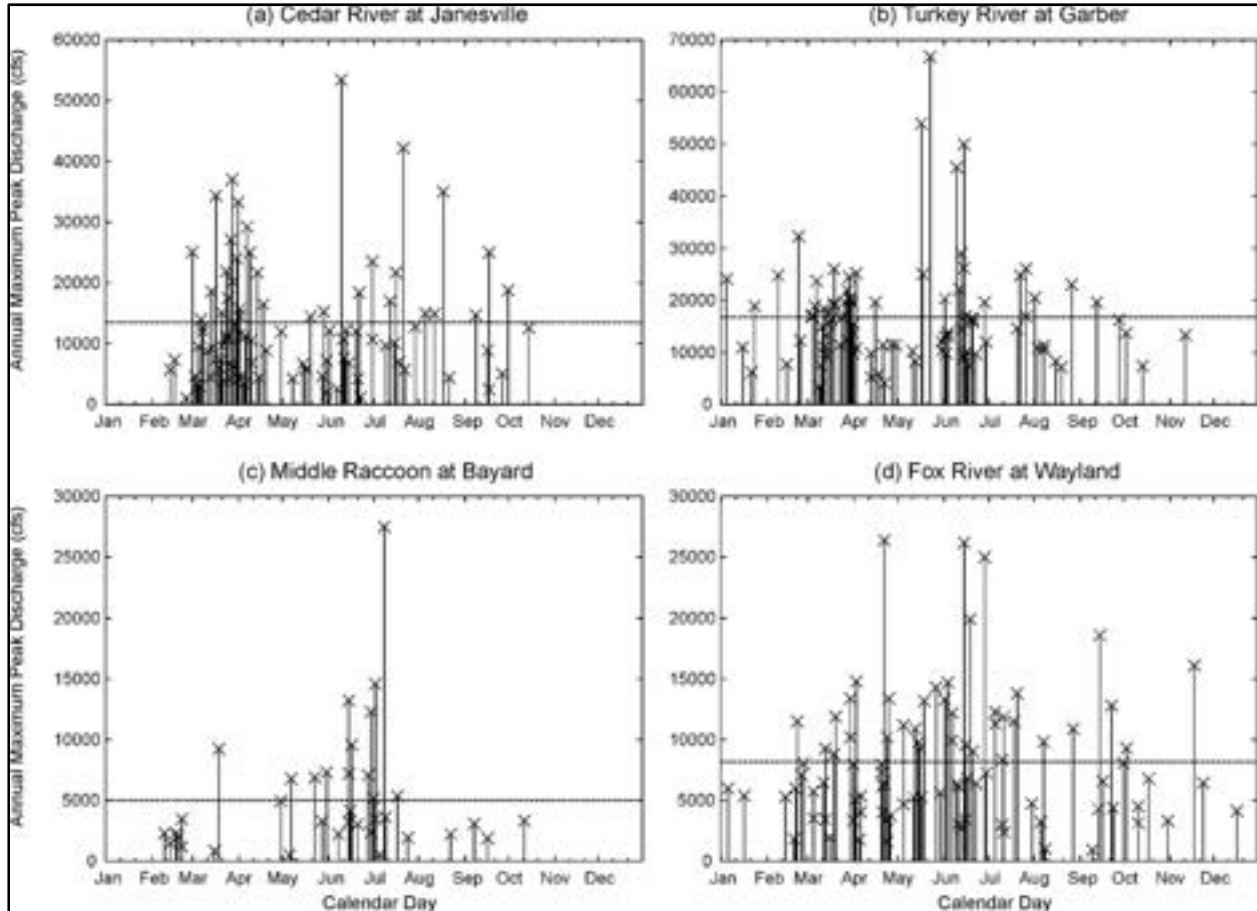 (a) Cedar River at Janesville
Annual Maximum Peak Discharge (cfs)
60000
50000
40000
30000
20000
10000
0
Jan Feb Mar Apr May Jun Jul Aug Sep Oct Nov Dec
(b) Turkey River at Garber
70000
60000
50000
40000
30000
20000
10000
0
Jan Feb Mar Apr May Jun Jul Aug Sep Oct Nov Dec
(c) Middle Raccoon at Bayard
Annual Maximum Peak Discharge (cfs)
30000
25000
20000
15000
10000
5000
0
Jan Feb Mar Apr May Jun Jul Aug Sep Oct Nov Dec
Calendar Day
(d) Fox River at Wayland
30000
25000
20000
15000
10000
5000
0
Jan Feb Mar Apr May Jun Jul Aug Sep Oct Nov Dec
Calendar Day